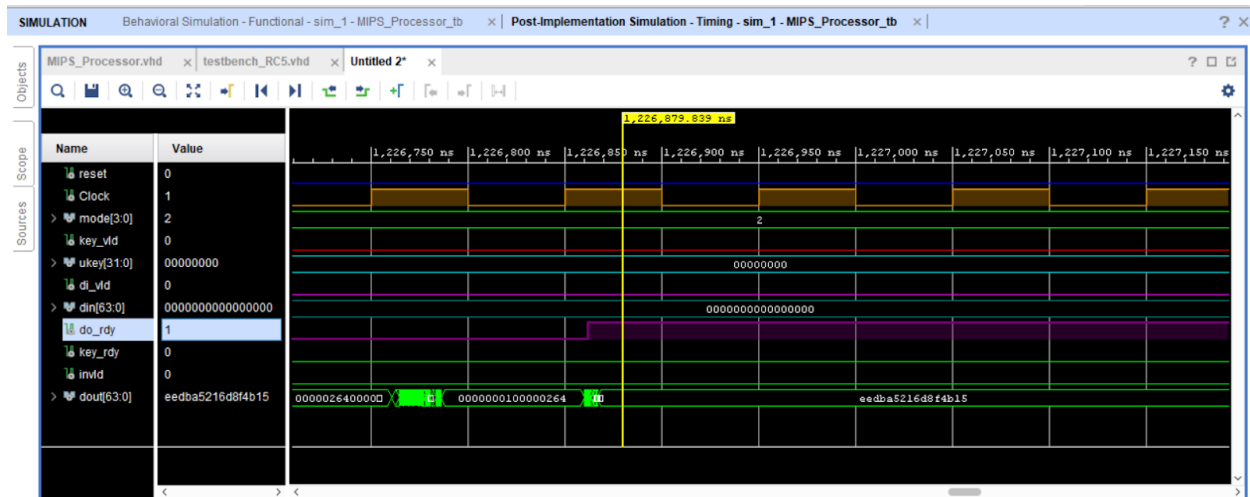 SIMULATION Behavioral Simulation - Functional - sim_1 - MIPS_Processor_tb × Post-Implementation Simulation - Timing - sim_1 - MIPS_Processor_tb × ? ×
Objects
Scope
Sources
MIPS_Processor.vhd × testbench_RC5.vhd × Untitled 2* × ?
1,226,879.839 ns
Name Value
1,226,750 ns 1,226,800 ns 1,226,850 ns 1,226,900 ns 1,226,950 ns 1,227,000 ns 1,227,050 ns 1,227,100 ns 1,227,150 ns
reset 0
Clock 1
mode[3:0] 2 2
key_vld 0
ukey[31:0] 00000000 00000000
di_vld 0
din[63:0] 0000000000000000 0000000000000000
do_rdy 1
key_rdy 0
invld 0
dout[63:0] eedba5216d8f4b15 000002640000 0000000100000264 eedba5216d8f4b15